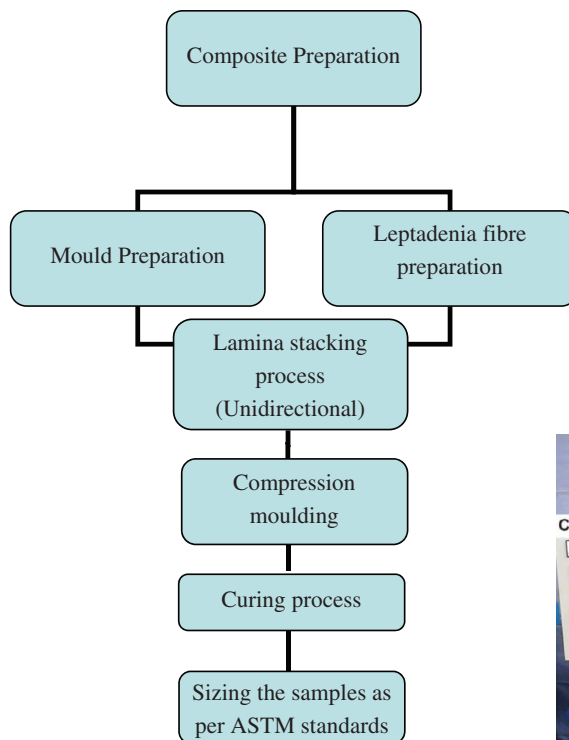 Composite Preparation
Mould Preparation
Leptadenia fibre
preparation
Lamina stacking
process
(Unidirectional)
Compression
moulding
Curing process
Sizing the samples as
per ASTM standards
C